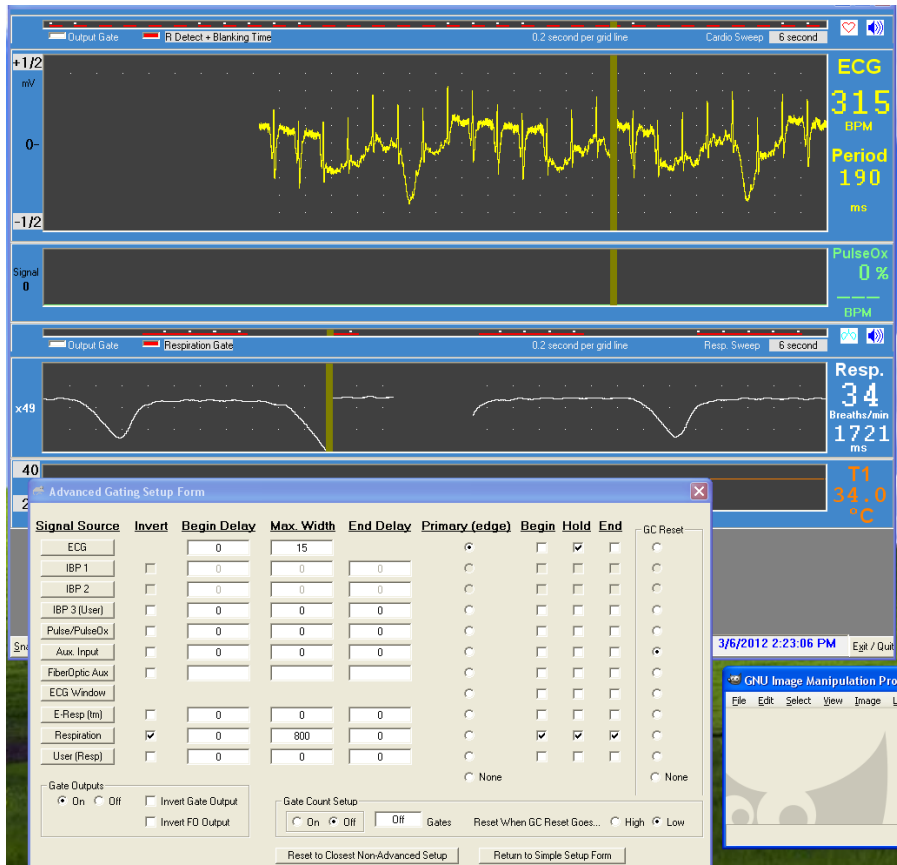 Output Gate R Detect + Blanking Time 0.2 second per grid line Cardio Sweep 6 second
+1/2
mV
0-
-1/2
ECG
315
BPM
Period
190
ms
Signal
0
PulseOx
0 %
---
BPM
Output Gate Respiration Gate 0.2 second per grid line Resp. Sweep 6 second
x49
Resp.
34
Breaths/min
1721
ms
40
2
T1
34.0
°C
Advanced Gating Setup Form
Signal Source Invert Begin Delay Max. Width End Delay Primary (edge) Begin Hold End GC Reset
ECG 0 15
IBP 1 0 0 0
IBP 2 0 0 0
IBP 3 (User) 0 0 0
Pulse/PulseOx 0 0 0
Aux. Input 0 0 0
FiberOptic Aux
ECG Window
E-Resp (tm) 0 0 0
Respiration 0 800 0
User (Resp) 0 0 0
None None
Gate Outputs
On Off Invert Gate Output
Invert FO Output
Gate Count Setup
On Off Off Gates Reset When GC Reset Goes... High Low
Reset to Closest Non-Advanced Setup Return to Simple Setup Form
Sna
3/6/2012 2:23:06 PM Exit / Quit
GNU Image Manipulation Pro
File Edit Select View Image L